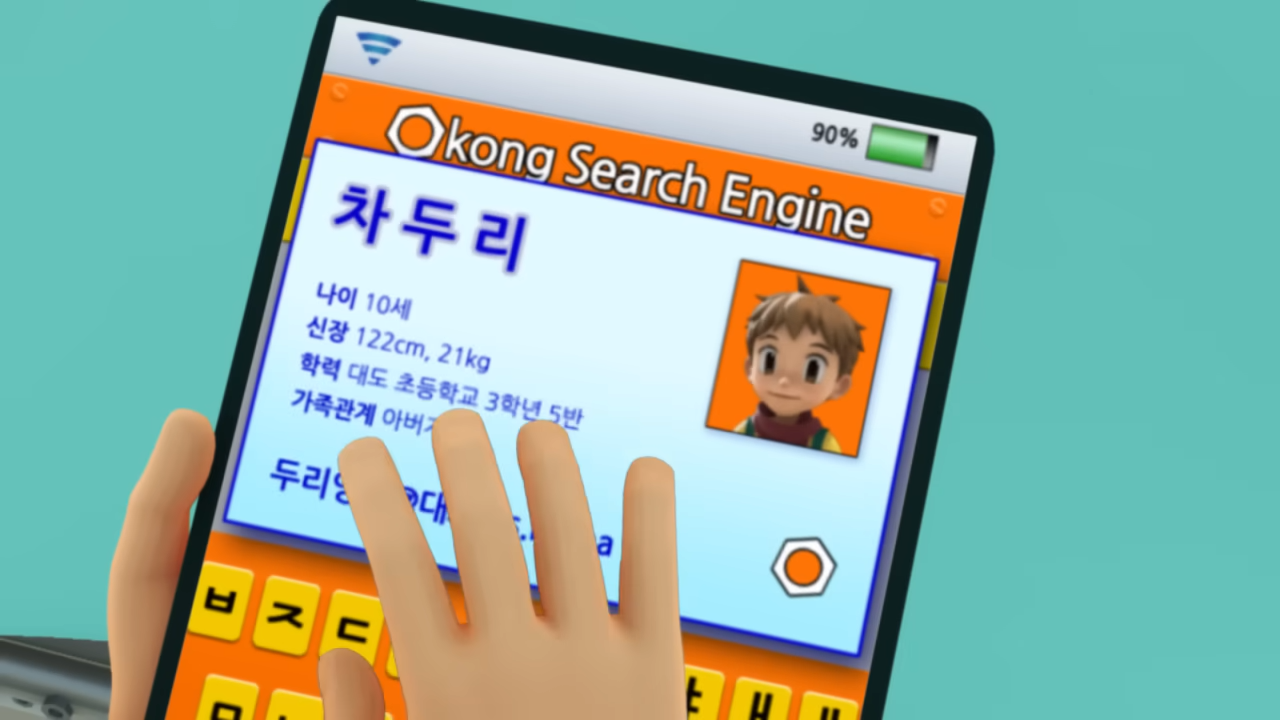 90%
Okong Search Engine
차두리
나이 10세
신장 122cm, 21kg
학력 대도 초등학교 3학년 5반
가족관계
ㅂ ㅈ ㄷ ㅑ ㅐ ㅔ
ㅁ